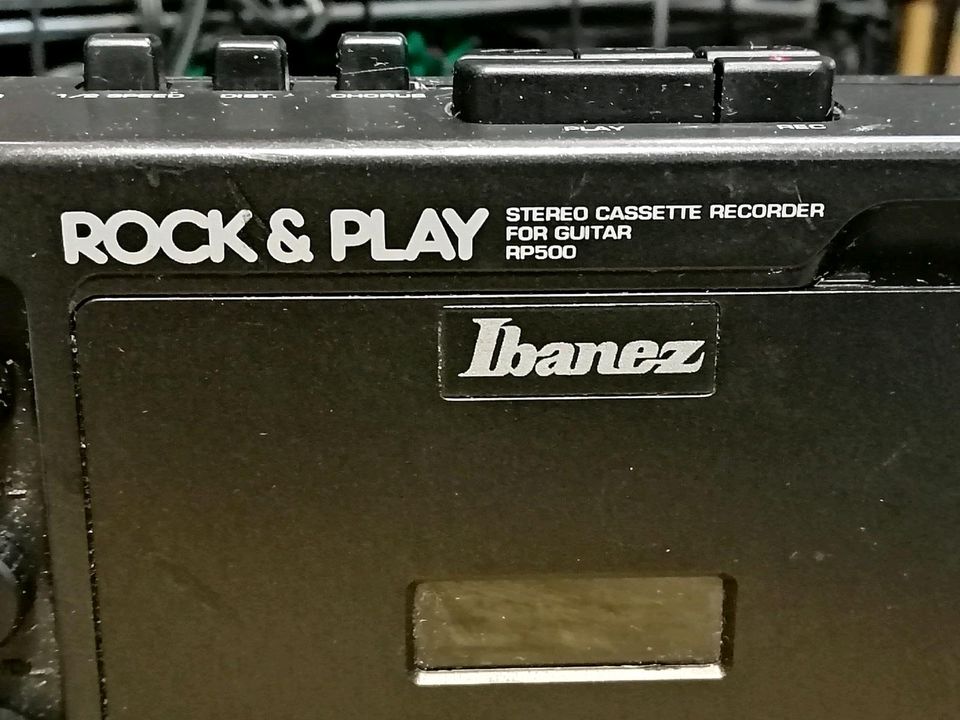 1/2 SPEED DIST. CHORUS
PLAY REC
ROCK & PLAY
STEREO CASSETTE RECORDER
FOR GUITAR
RP500
Ibanez